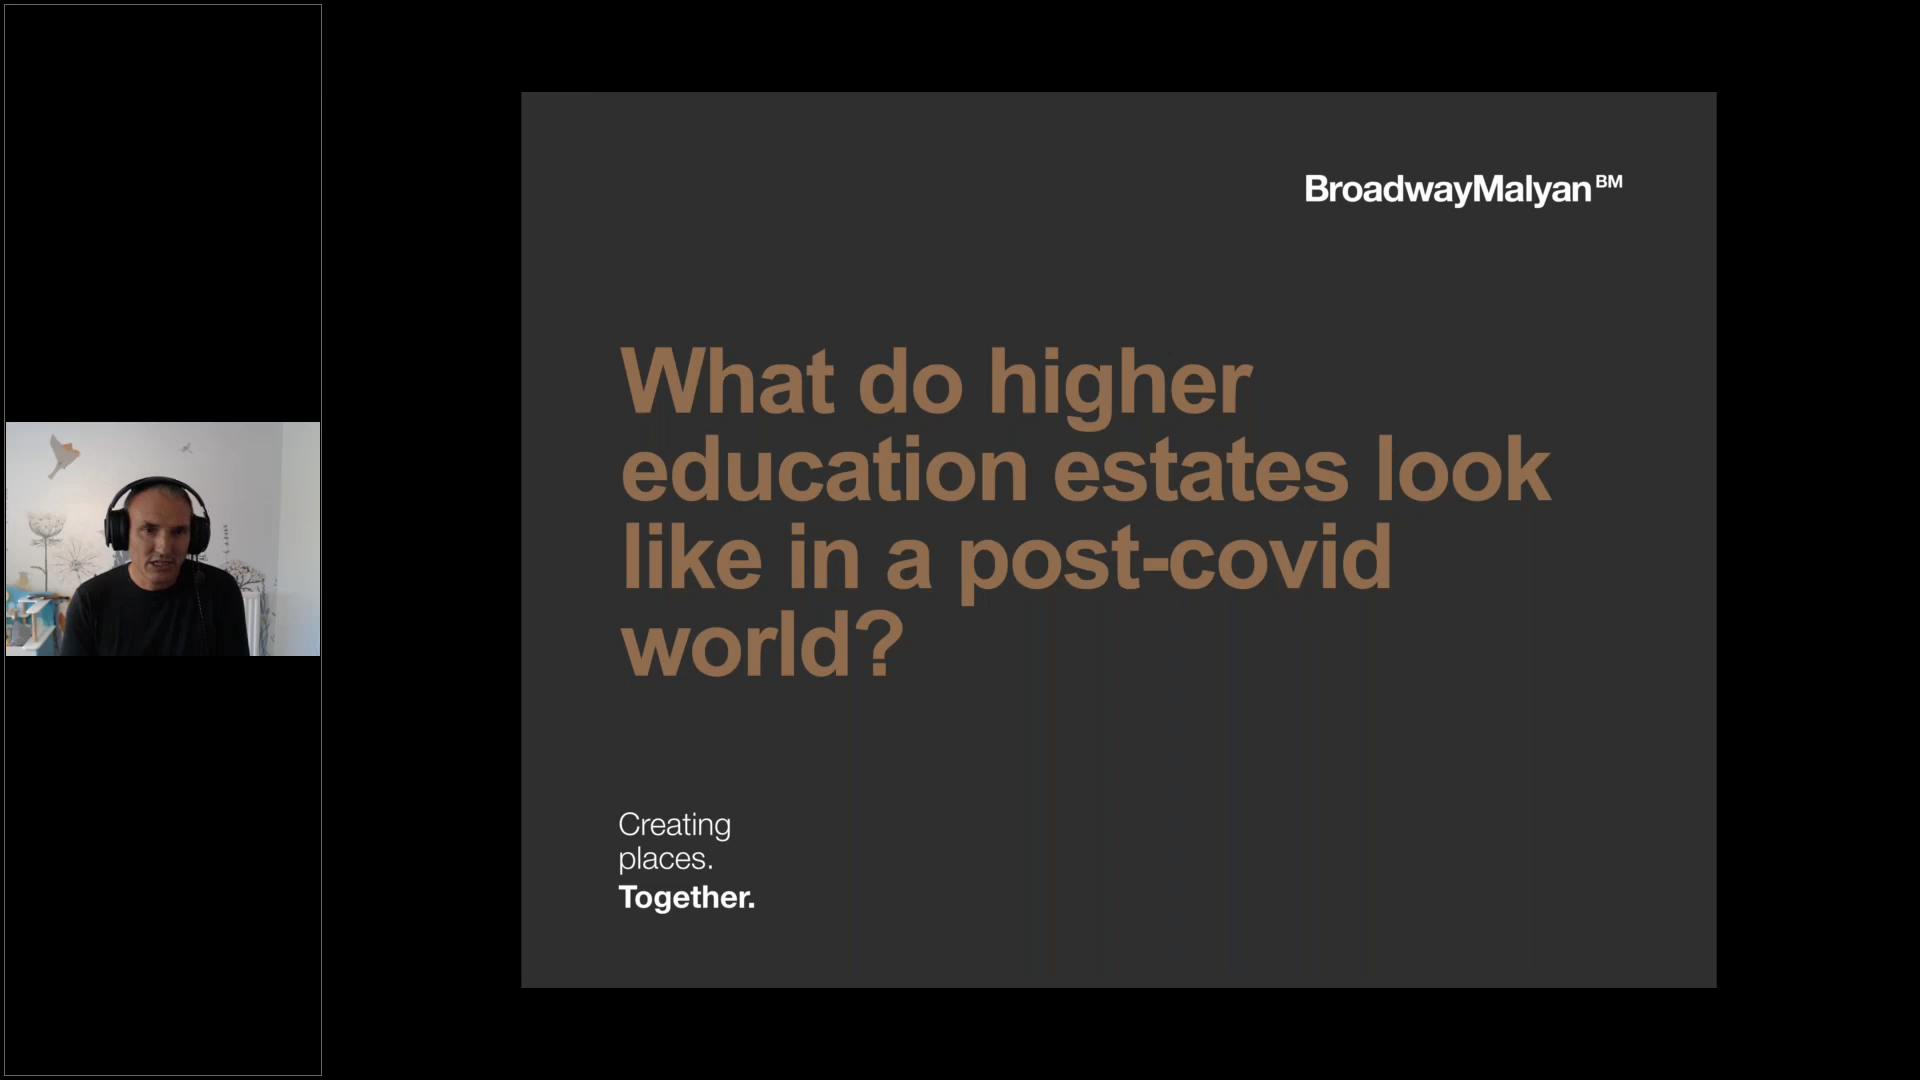 BroadwayMalyan BM
What do higher
education estates look
like in a post-covid
world?
Creating
places.
Together.